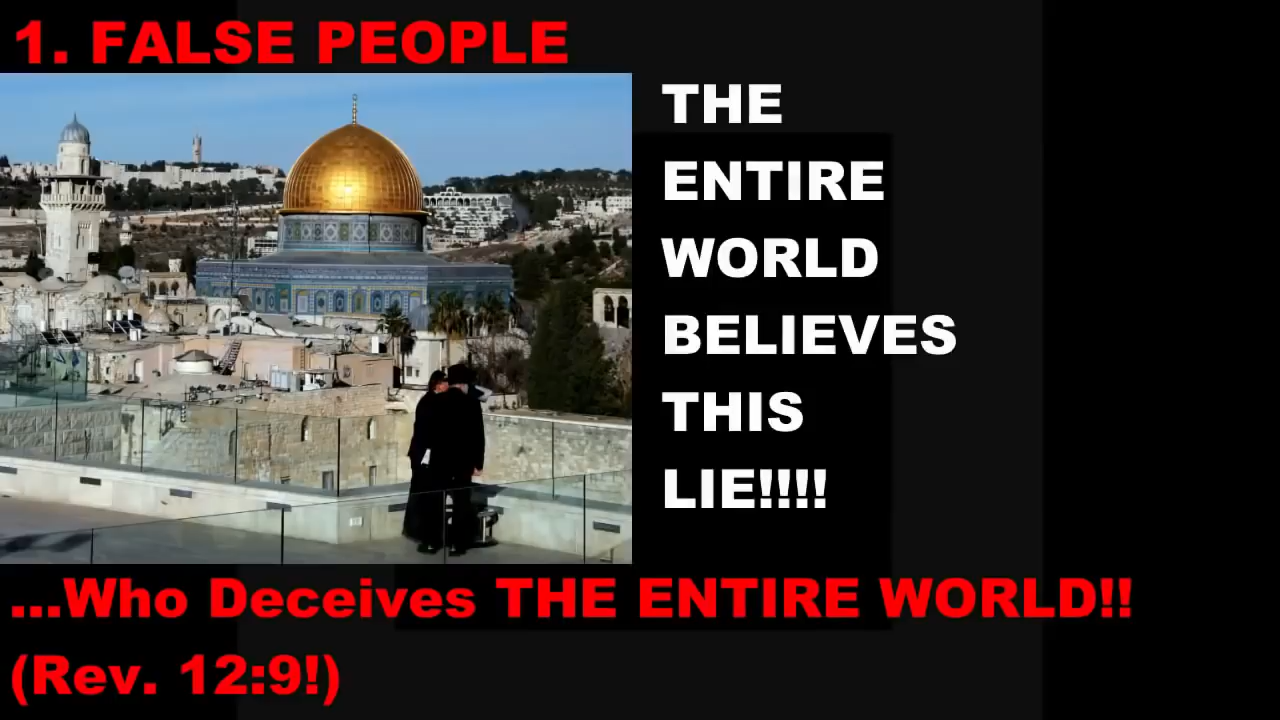 1. FALSE PEOPLE
THE
ENTIRE
WORLD
BELIEVES
THIS
LIE!!!!
...Who Deceives THE ENTIRE WORLD!!
(Rev. 12:9!)